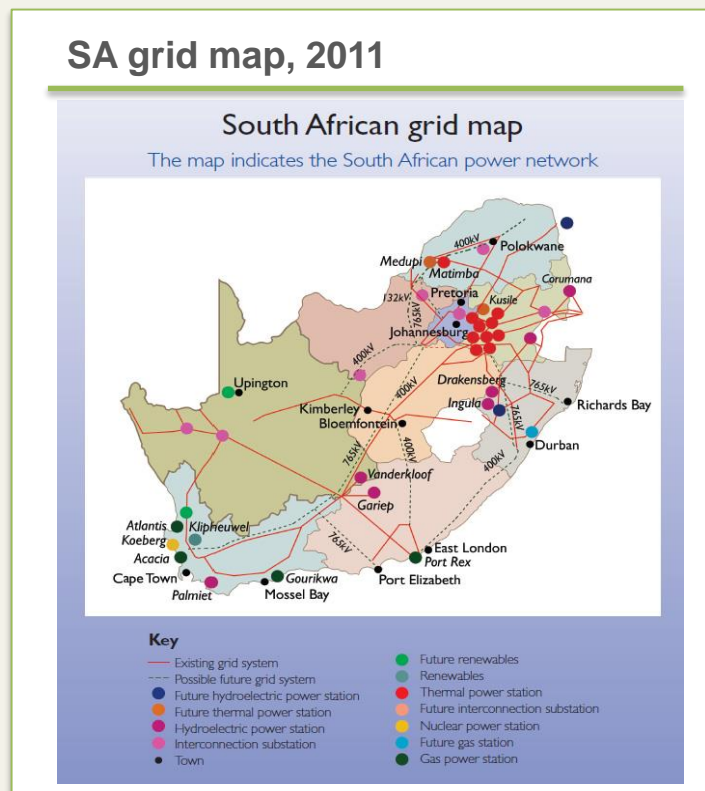 SA grid map, 2011
South African grid map
The map indicates the South African power network
400kV
Polokwane
Medupi
Matimba
Corumana
132kV
Pretoria
765kV
Kusile
Johannesburg
400kV
Upington
400kV
Drakensberg
765kV
Kimberley
Ingula
Richards Bay
Bloemfontein
765kV
Durban
765kV
400kV
Vanderkloof
400kV
Gariep
Atlantis
Klipheuwel
Koeberg
765kV
East London
Acacia
Port Rex
Cape Town
Gourikwa
Port Elizabeth
Palmiet
Mossel Bay
Key
Existing grid system
Possible future grid system
Future hydroelectric power station
Future thermal power station
Hydroelectric power station
Interconnection substation
Town
Future renewables
Renewables
Thermal power station
Future interconnection substation
Nuclear power station
Future gas station
Gas power station